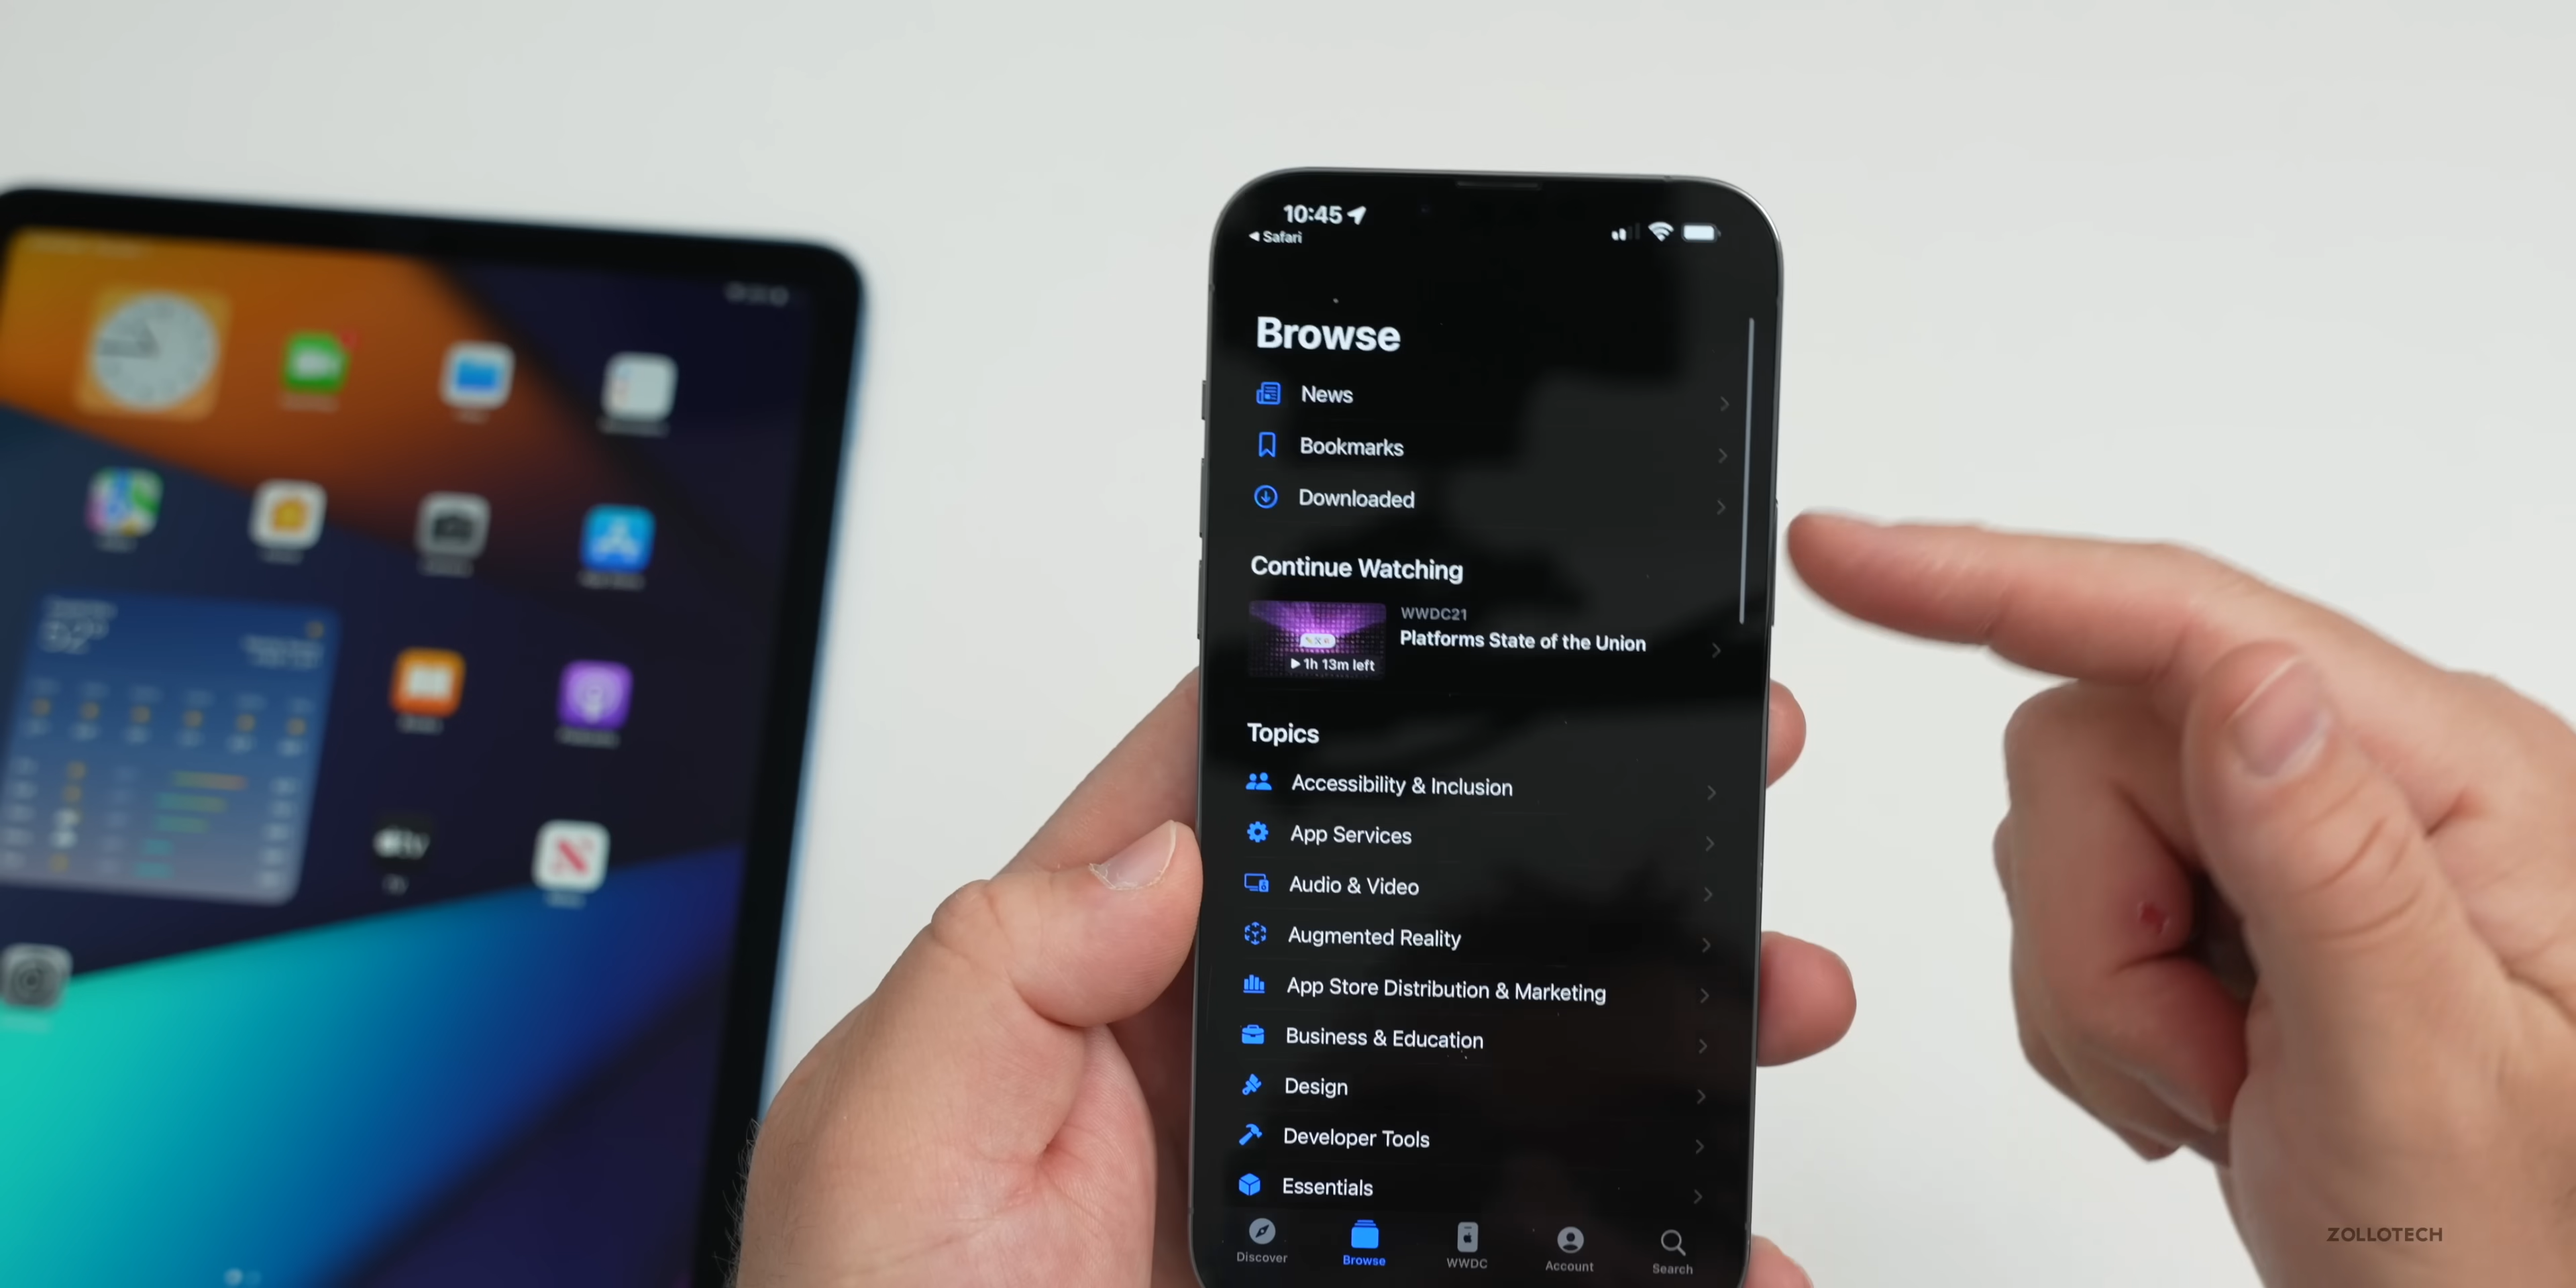 10:45
Safari
Browse
News
Bookmarks
Downloaded
Continue Watching
WWDC21
Platforms State of the Union
1h 13m left
Topics
Accessibility & Inclusion
App Services
Audio & Video
Augmented Reality
App Store Distribution & Marketing
Business & Education
Design
Developer Tools
Essentials
Discover
Browse
WWDC
Account
Search
ZOLLOTECH